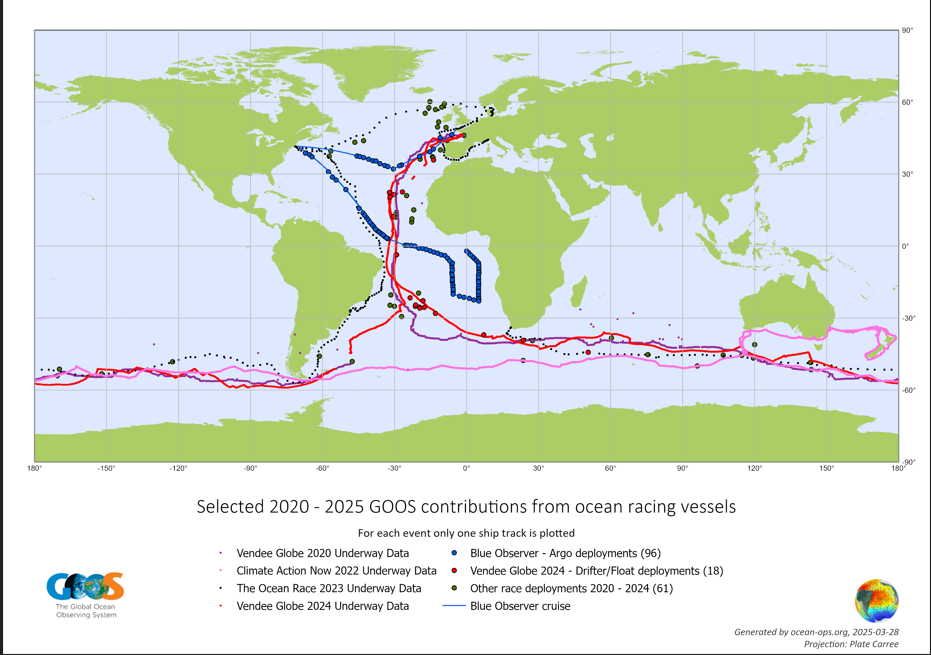 90°
60°
30°
0°
-30°
-60°
-90°
180° -150° -120° -90° -60° -30° 0° 30° 60° 90° 120° 150° 180°
Selected 2020 - 2025 GOOS contributions from ocean racing vessels
For each event only one ship track is plotted
Vendee Globe 2020 Underway Data
Climate Action Now 2022 Underway Data
The Ocean Race 2023 Underway Data
Vendee Globe 2024 Underway Data
Blue Observer - Argo deployments (96)
Vendee Globe 2024 - Drifter/Float deployments (18)
Other race deployments 2020 - 2024 (61)
Blue Observer cruise
GOOS
The Global Ocean
Observing System
Generated by ocean-ops.org, 2025-03-28
Projection: Plate Carree